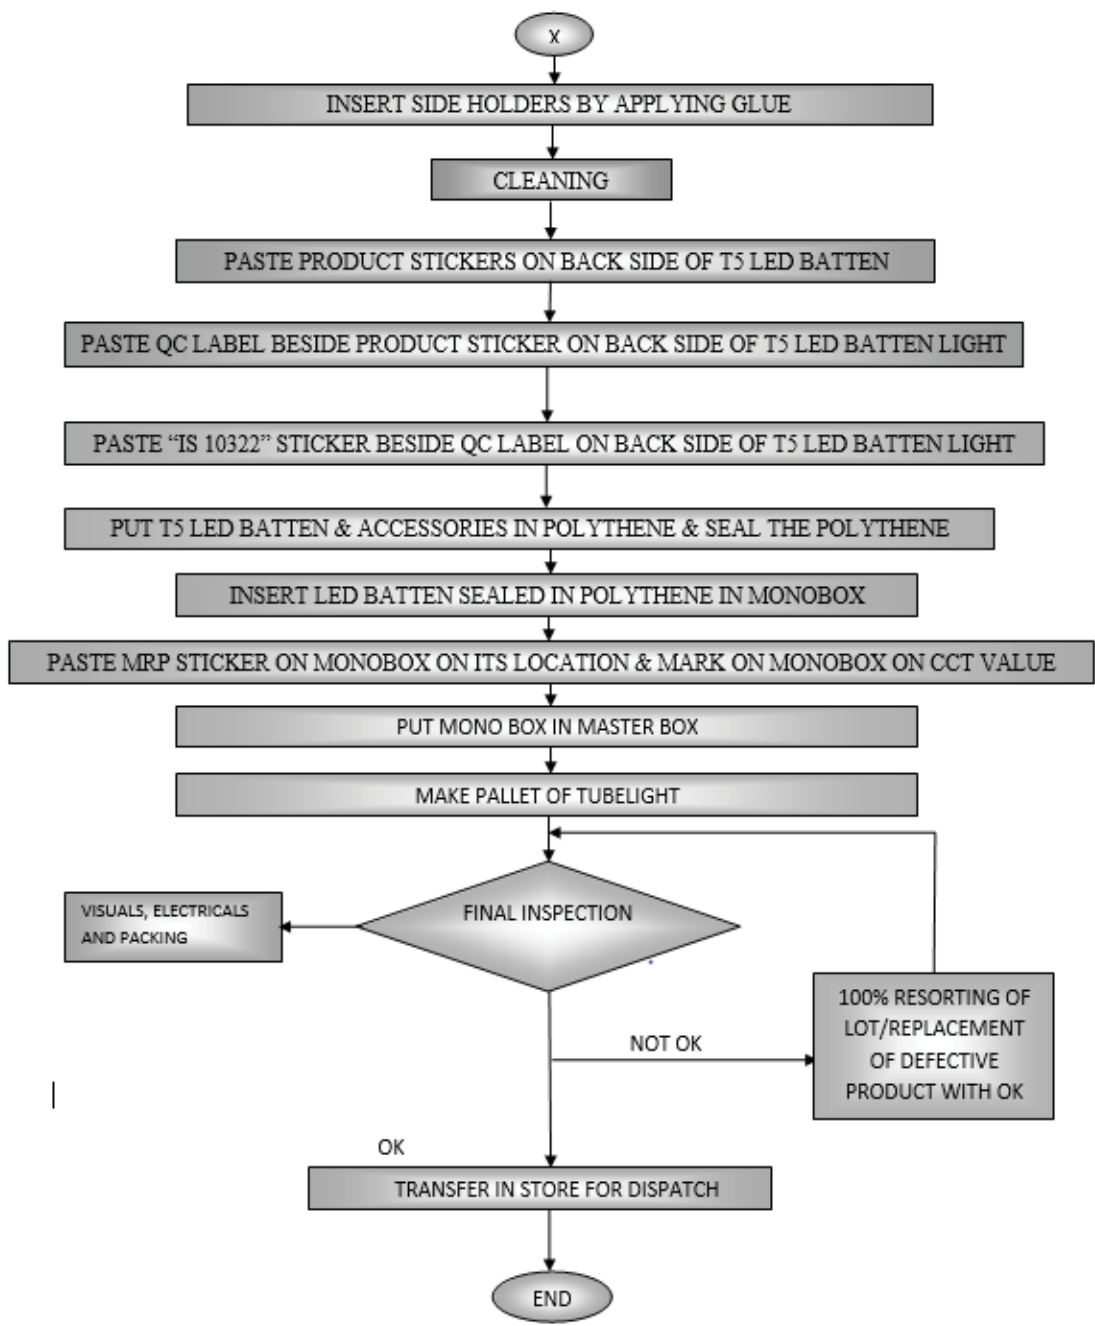 X
INSERT SIDE HOLDERS BY APPLYING GLUE
CLEANING
PASTE PRODUCT STICKERS ON BACK SIDE OF T5 LED BATTEN
PASTE QC LABEL BESIDE PRODUCT STICKER ON BACK SIDE OF T5 LED BATTEN LIGHT
PASTE “IS 10322” STICKER BESIDE QC LABEL ON BACK SIDE OF T5 LED BATTEN LIGHT
PUT T5 LED BATTEN & ACCESSORIES IN POLYTHENE & SEAL THE POLYTHENE
INSERT LED BATTEN SEALED IN POLYTHENE IN MONOBOX
PASTE MRP STICKER ON MONOBOX ON ITS LOCATION & MARK ON MONOBOX ON CCT VALUE
PUT MONO BOX IN MASTER BOX
MAKE PALLET OF TUBELIGHT
FINAL INSPECTION
VISUALS, ELECTRICALS
AND PACKING
NOT OK
100% RESORTING OF
LOT/REPLACEMENT
OF DEFECTIVE
PRODUCT WITH OK
OK
TRANSFER IN STORE FOR DISPATCH
END